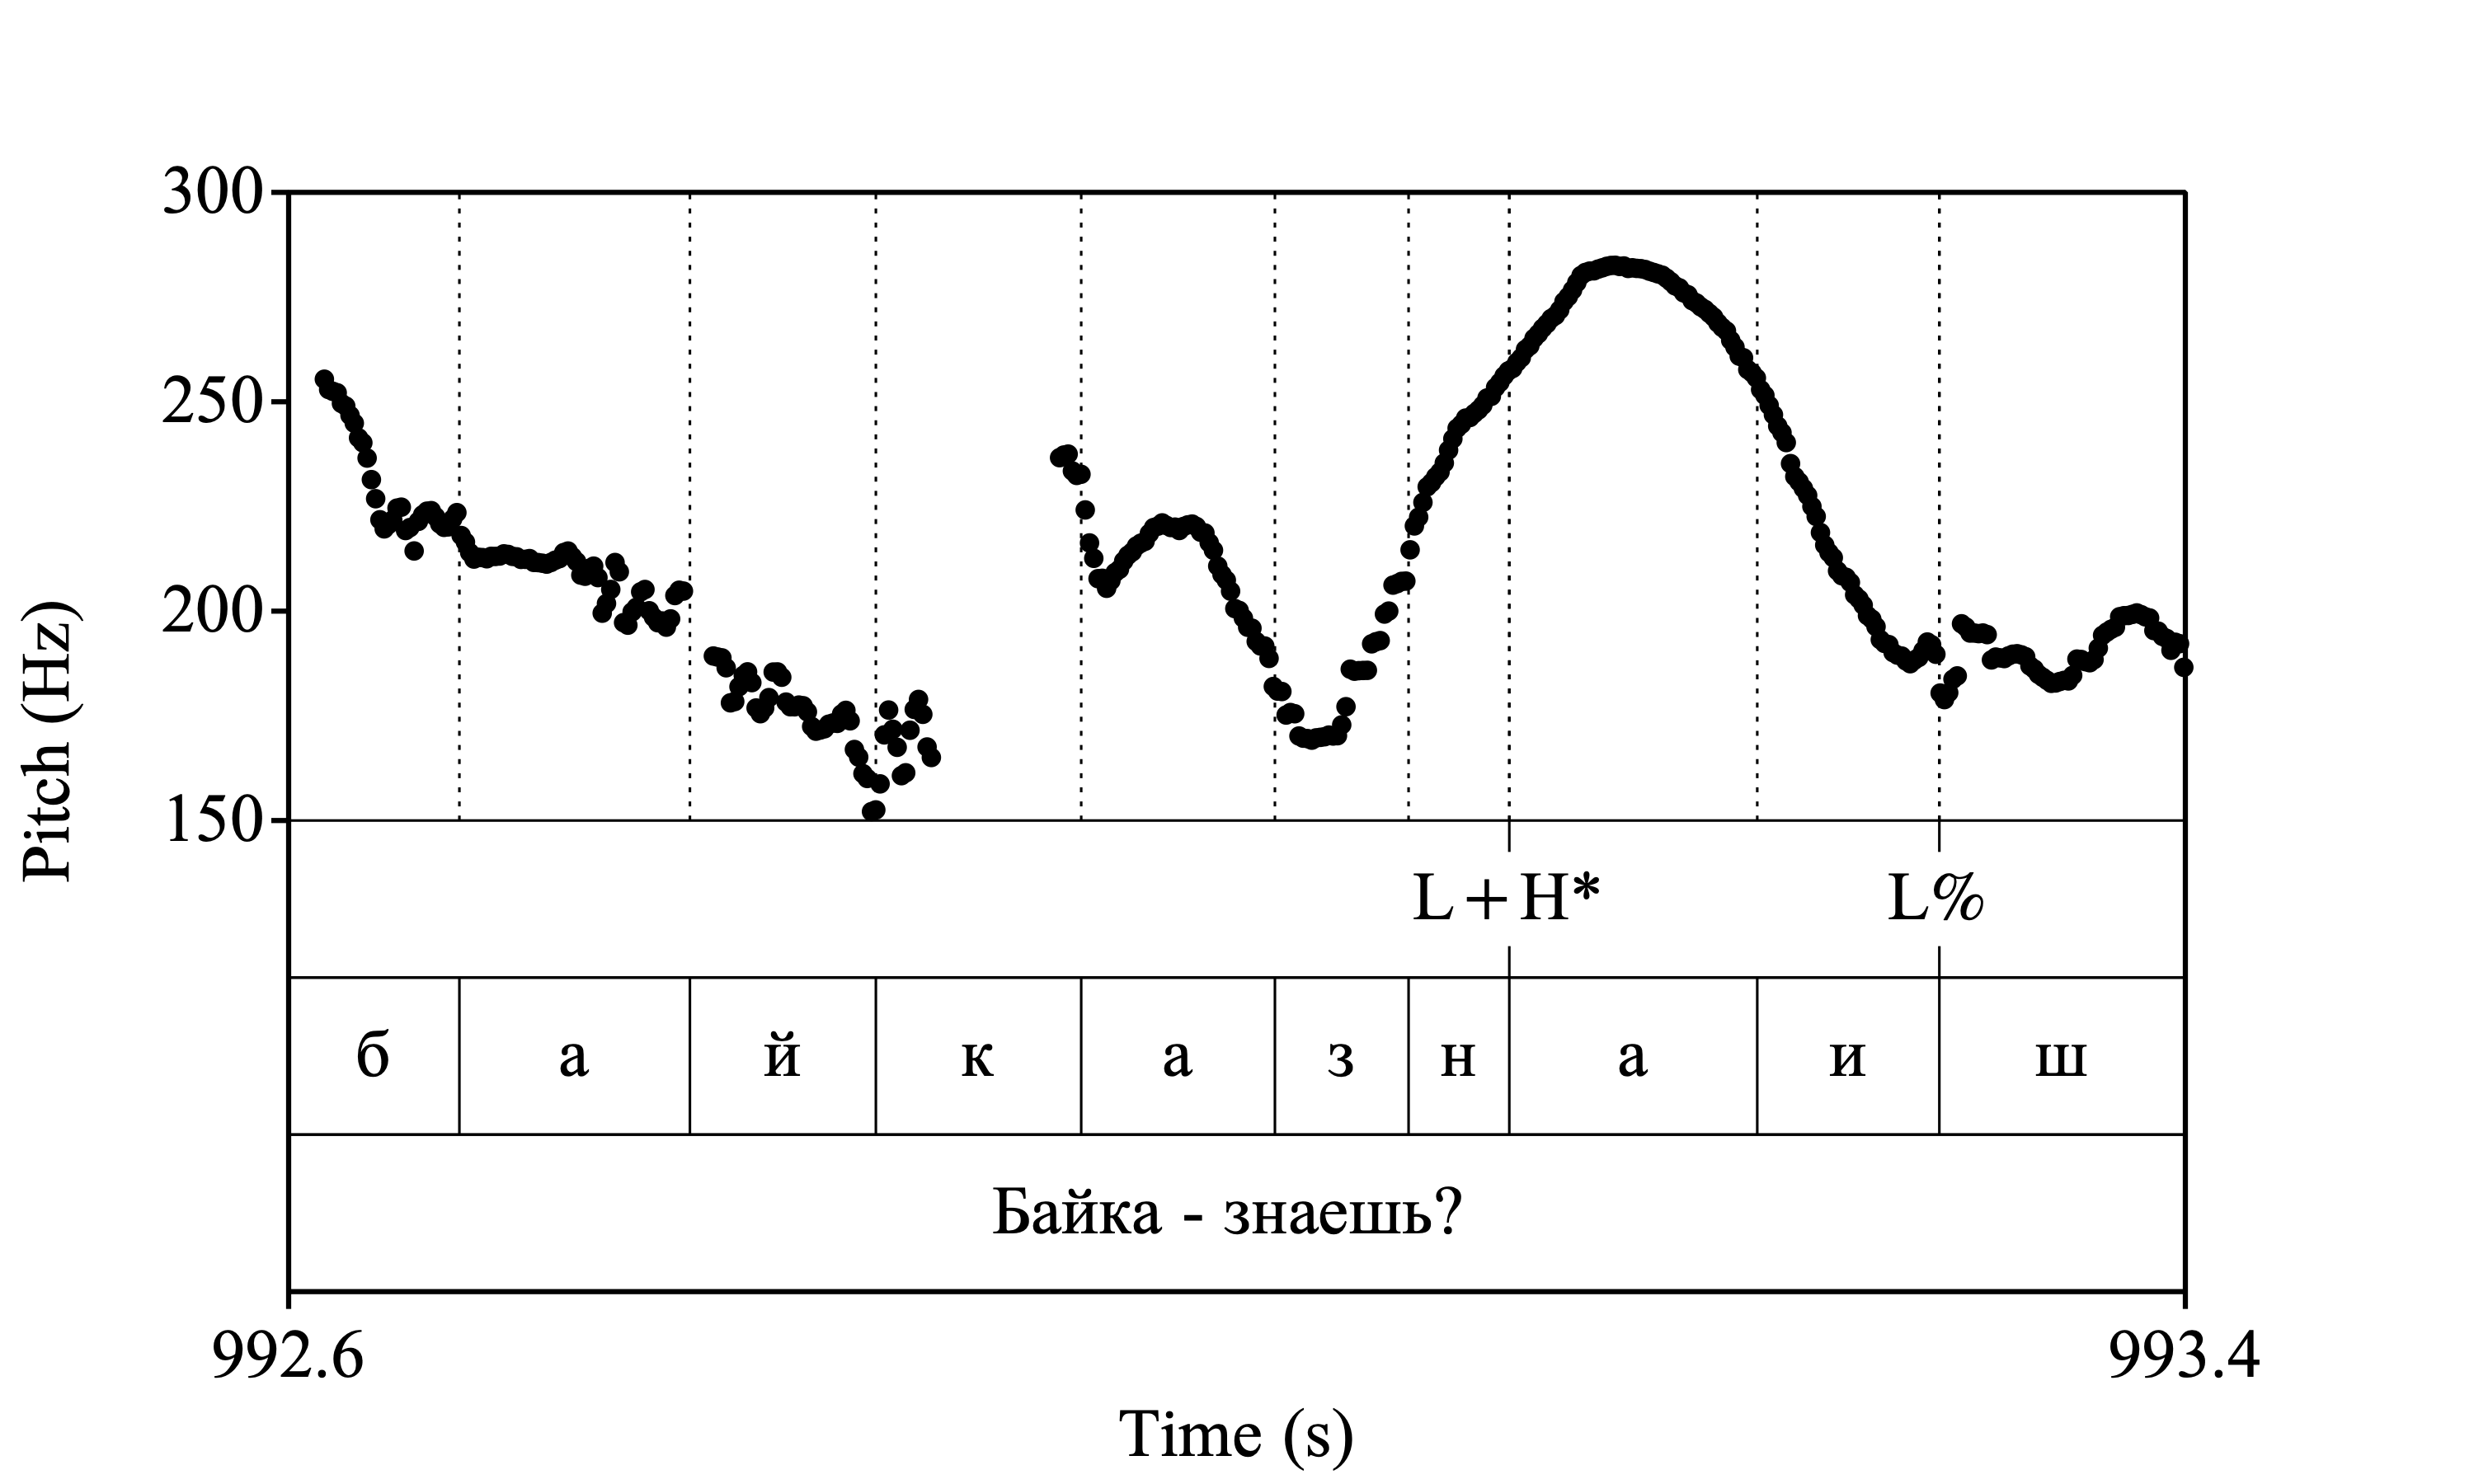 300
250
200
150
Pitch (Hz)
L+H* L%
б а й к а з н а и ш
Байка - знаешь?
992.6 993.4
Time (s)